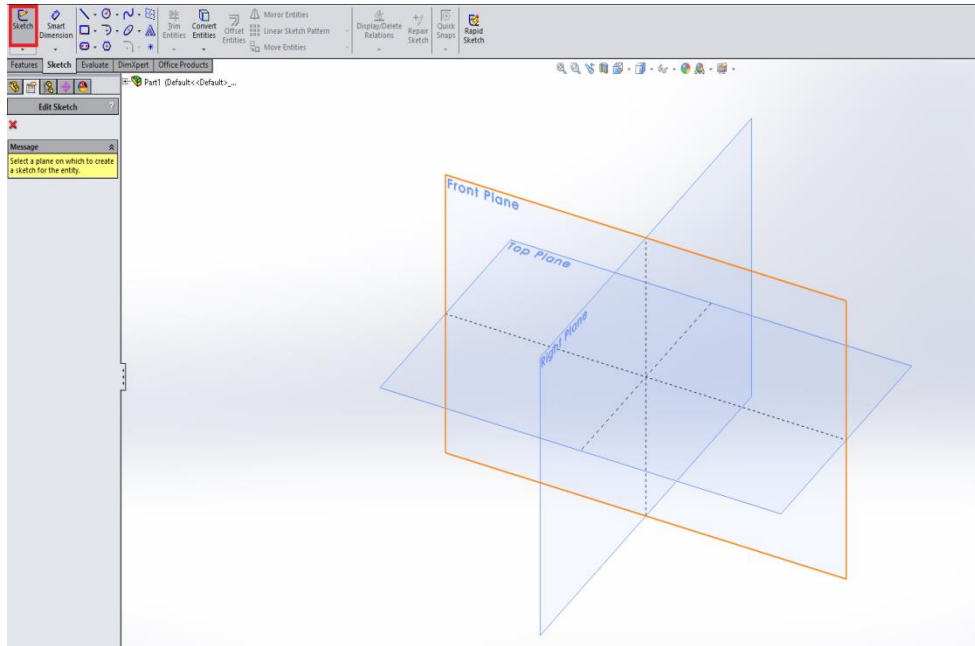 Sketch
Smart
Dimension
Trim
Entities
Convert
Entities
Offset
Entities
Mirror Entities
Linear Sketch Pattern
Move Entities
Display/Delete
Relations
Repair
Sketch
Quick
Snaps
Rapid
Sketch
Features Sketch Evaluate DimXpert Office Products
Part1 (Default<<Default>_...
Edit Sketch ?
Message
Select a plane on which to create
a sketch for the entity.
Front Plane
Top Plane
Right Plane